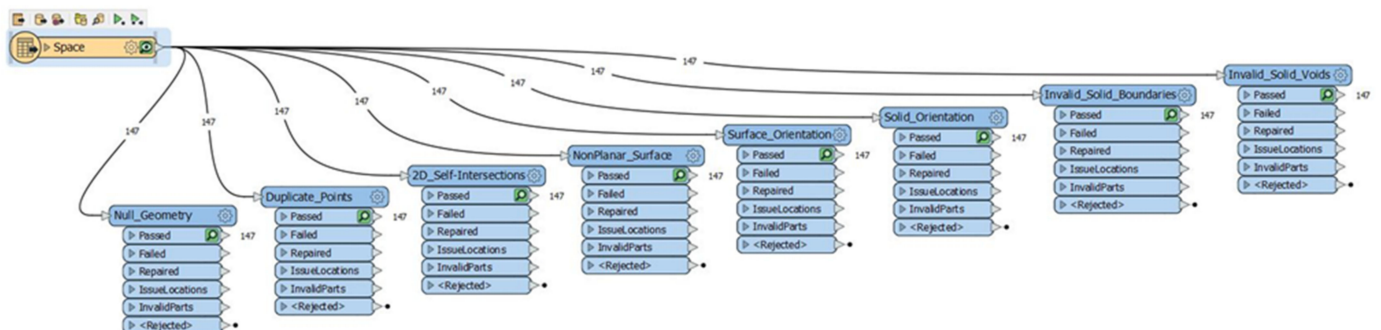 Space
147
147
147
147
147
147
147
147
Null_Geometry
Passed
147
Failed
Repaired
IssueLocations
InvalidParts
<Rejected>
Duplicate_Points
Passed
147
Failed
Repaired
IssueLocations
InvalidParts
<Rejected>
2D_Self-Intersections
Passed
147
Failed
Repaired
IssueLocations
InvalidParts
<Rejected>
NonPlanar_Surface
Passed
147
Failed
Repaired
IssueLocations
InvalidParts
<Rejected>
Surface_Orientation
Passed
147
Failed
Repaired
IssueLocations
InvalidParts
<Rejected>
Solid_Orientation
Passed
147
Failed
Repaired
IssueLocations
InvalidParts
<Rejected>
Invalid_Solid_Boundaries
Passed
147
Failed
Repaired
IssueLocations
InvalidParts
<Rejected>
Invalid_Solid_Voids
Passed
147
Failed
Repaired
IssueLocations
InvalidParts
<Rejected>